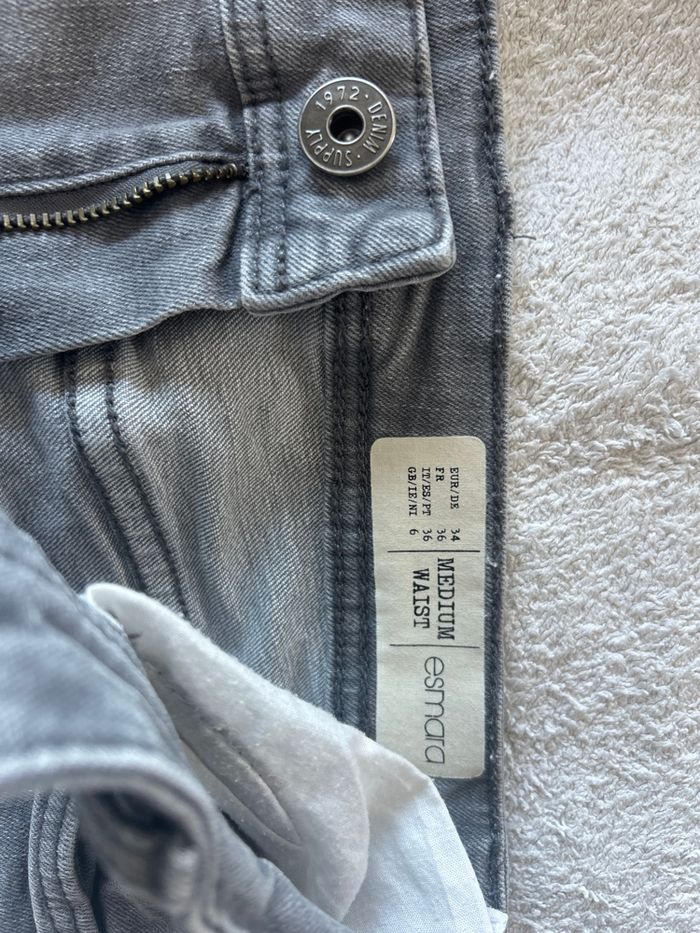 1972 · DENIM · SUPPLY ·
EUR/DE 34
FR 36
IT/ES/PT 36
GB/IE/NI 6
MEDIUM
WAIST
esmara